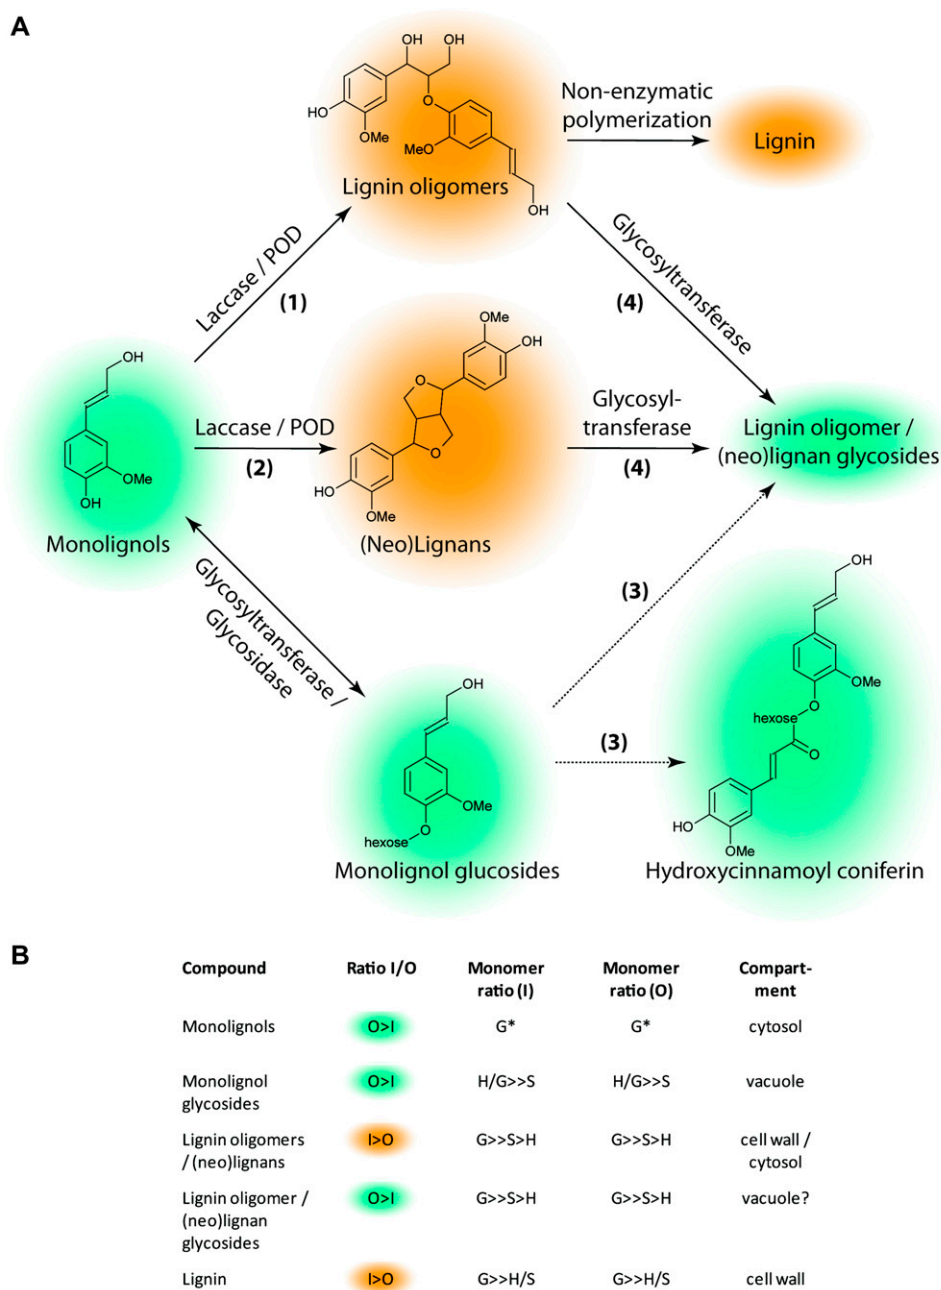 A
OH
OH
HO
OMe
O
MeO
OH
Lignin oligomers
Non-enzymatic
polymerization
Lignin
Laccase / POD
(1)
Glycosyltransferase
(4)
OH
OMe
OH
Monolignols
Laccase / POD
(2)
OMe
OH
O
O
HO
OMe
(Neo)Lignans
Glycosyl-
transferase
(4)
Lignin oligomer /
(neo)lignan glycosides
Glycosyltransferase /
Glycosidase
(3)
(3)
OH
OMe
O
hexose
Monolignol glucosides
OH
OMe
O
hexose
O
HO
OMe
Hydroxycinnamoyl coniferin
B
Compound Ratio I/O Monomer ratio (I) Monomer ratio (O) Compart-ment
Monolignols O>I G* G* cytosol
Monolignol O>I H/G>>S H/G>>S vacuole
glycosides
Lignin oligomers I>O G>>S>H G>>S>H cell wall /
/ (neo)lignans cytosol
Lignin oligomer / O>I G>>S>H G>>S>H vacuole?
(neo)lignan
glycosides
Lignin I>O G>>H/S G>>H/S cell wall